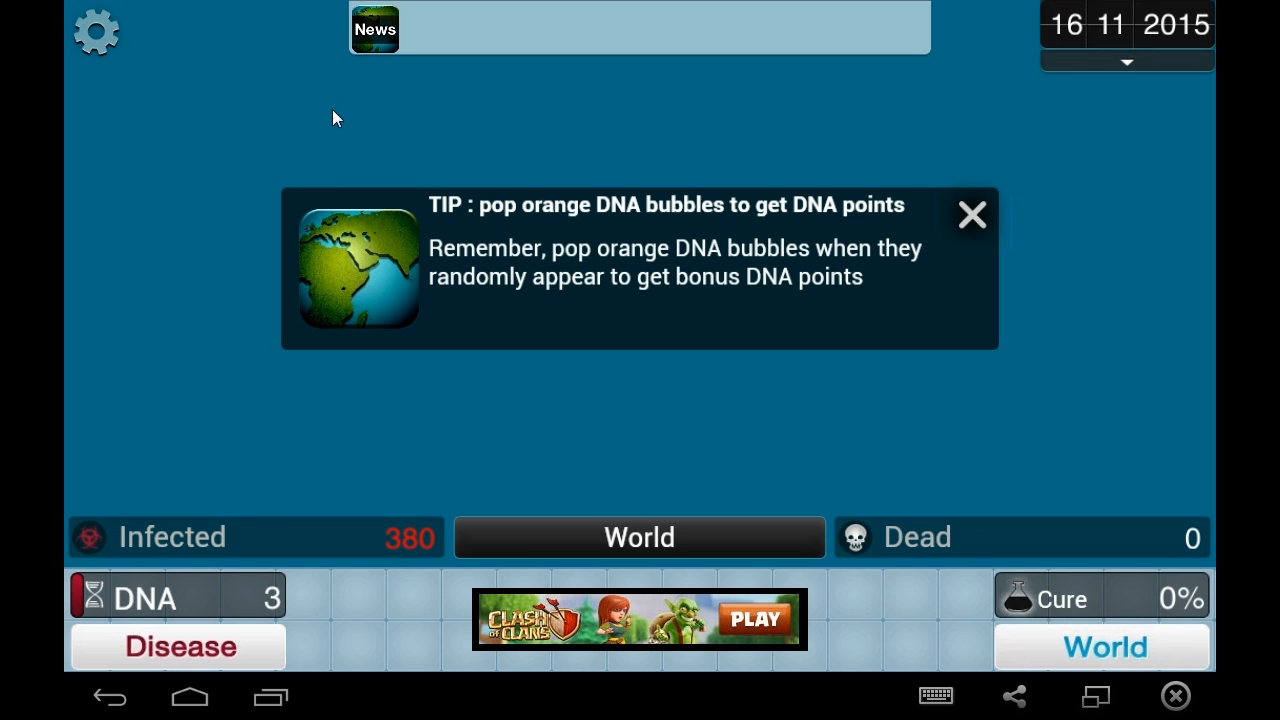 News
16 11 2015
TIP : pop orange DNA bubbles to get DNA points
Remember, pop orange DNA bubbles when they
randomly appear to get bonus DNA points
Infected 380
World
Dead 0
DNA 3
CLASH
OF CLANS
PLAY
Cure 0%
Disease
World